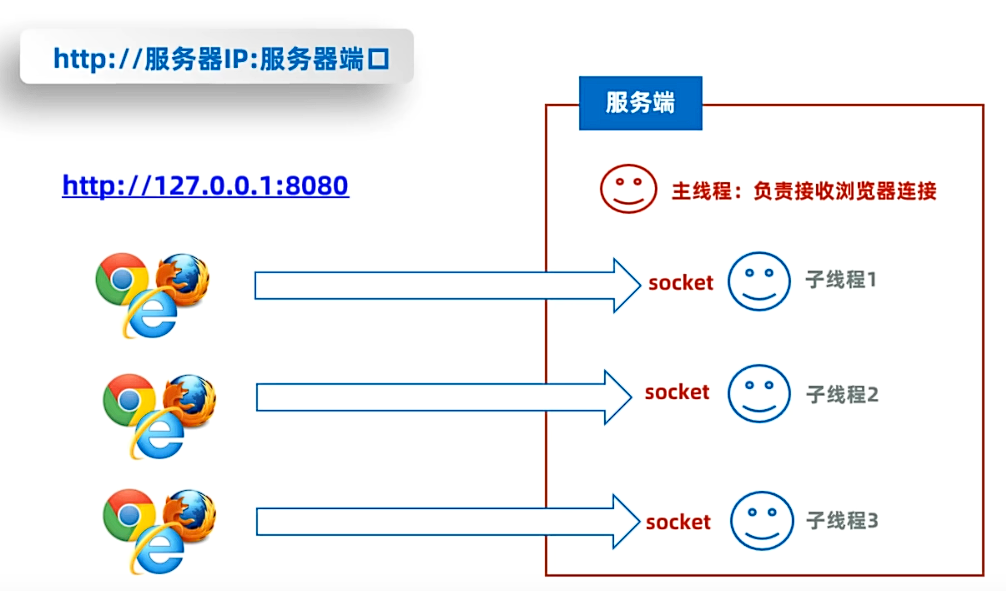 http://服务器IP:服务器端口
服务端
http://127.0.0.1:8080
主线程：负责接收浏览器连接
socket 子线程1
socket 子线程2
socket 子线程3